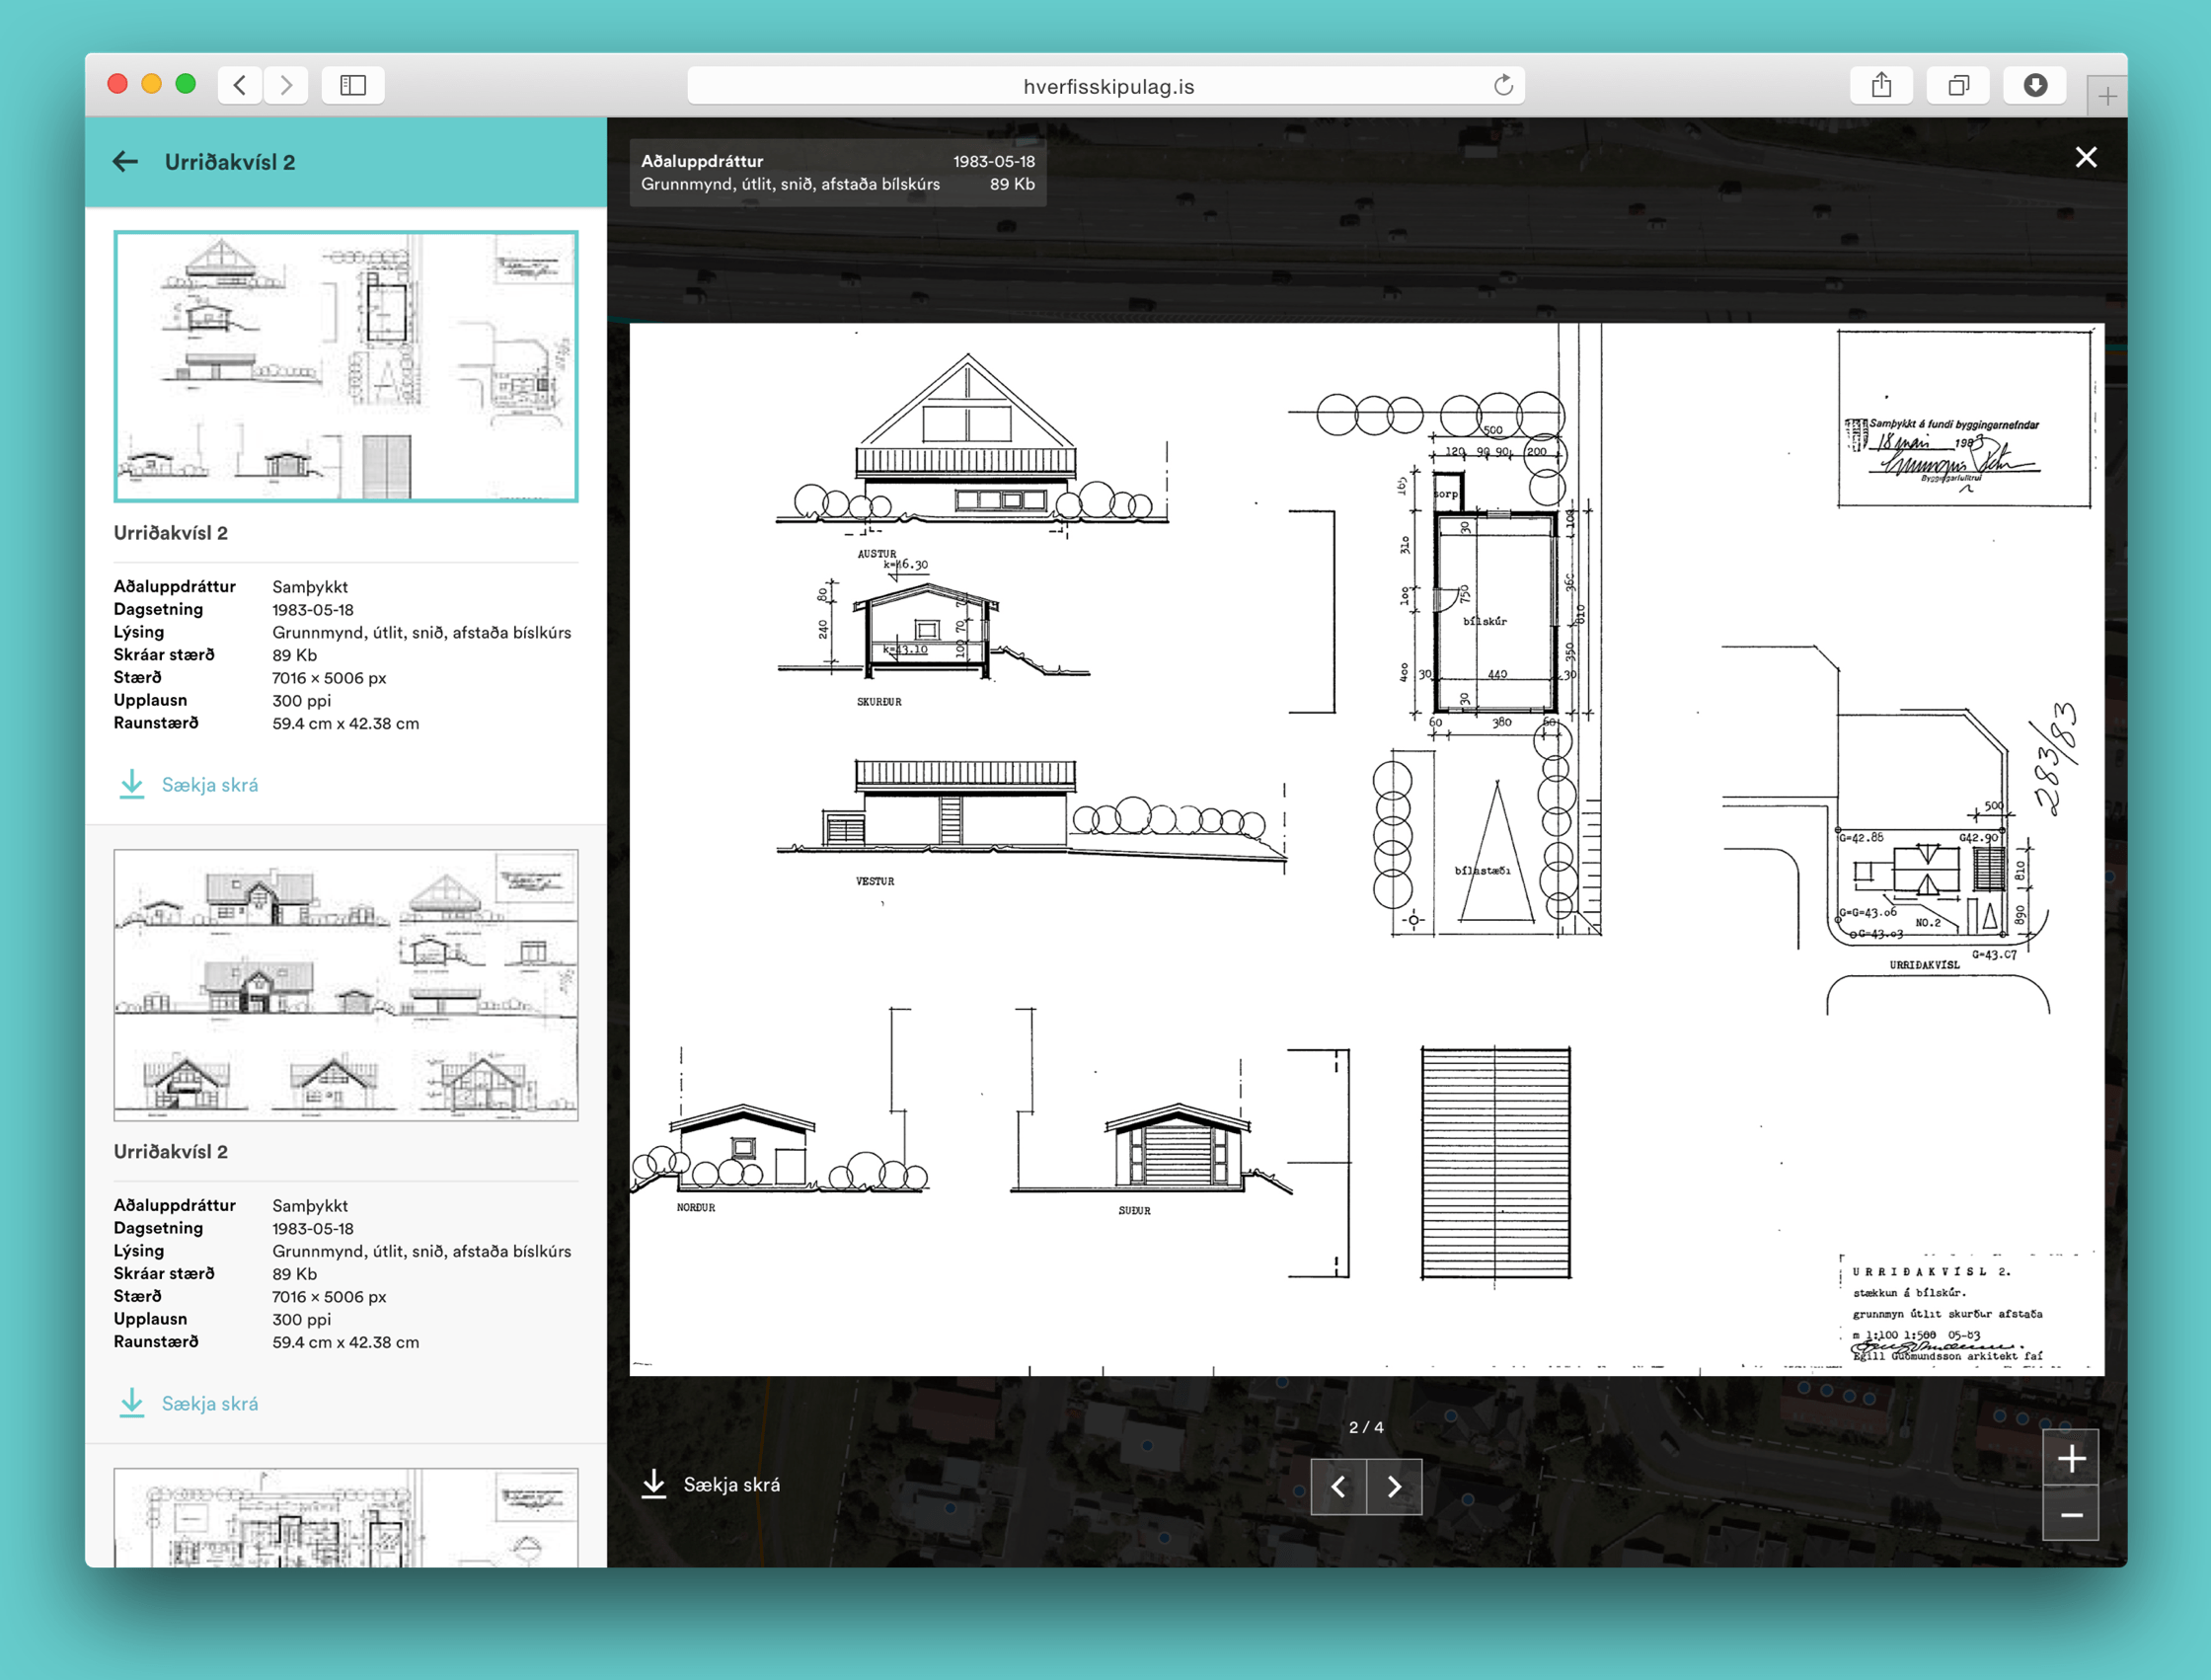 hverfisskipulag.is
Urriðakvísl 2
Urriðakvísl 2
Aðaluppdráttur Samþykkt
Dagsetning 1983-05-18
Lýsing Grunnmynd, útlit, snið, afstaða bíslkúrs
Skráar stærð 89 Kb
Stærð 7016 × 5006 px
Upplausn 300 ppi
Raunstærð 59.4 cm x 42.38 cm
Sækja skrá
Urriðakvísl 2
Aðaluppdráttur Samþykkt
Dagsetning 1983-05-18
Lýsing Grunnmynd, útlit, snið, afstaða bíslkúrs
Skráar stærð 89 Kb
Stærð 7016 × 5006 px
Upplausn 300 ppi
Raunstærð 59.4 cm x 42.38 cm
Sækja skrá
Aðaluppdráttur 1983-05-18
Grunnmynd, útlit, snið, afstaða bílskúrs 89 Kb
AUSTUR
k=46.30
80
240
70
100
k=43.10
SKURÐUR
VESTUR
NORÐUR
SUÐUR
500
120 90 90 200
165
sorp
310
100
400
30
750
bílskúr
30 440 30
30
100
360
810
350
60 380 60
bílastæði
Samþykkt á fundi byggingarnefndar
18 maí 1983
Byggingarfulltrúi
283/83
500
G=42.85 G42.90
810
G=G=43.06
NO.2
890
G=43.03
G=43.07
URRIÐAKVÍSL
URRIÐAKVÍSL 2.
stækkun á bílskúr.
grunnmyn útlit skurður afstaða
m 1:100 1:500 05-83
Egill Guðmundsson arkitekt faí
2 / 4
Sækja skrá